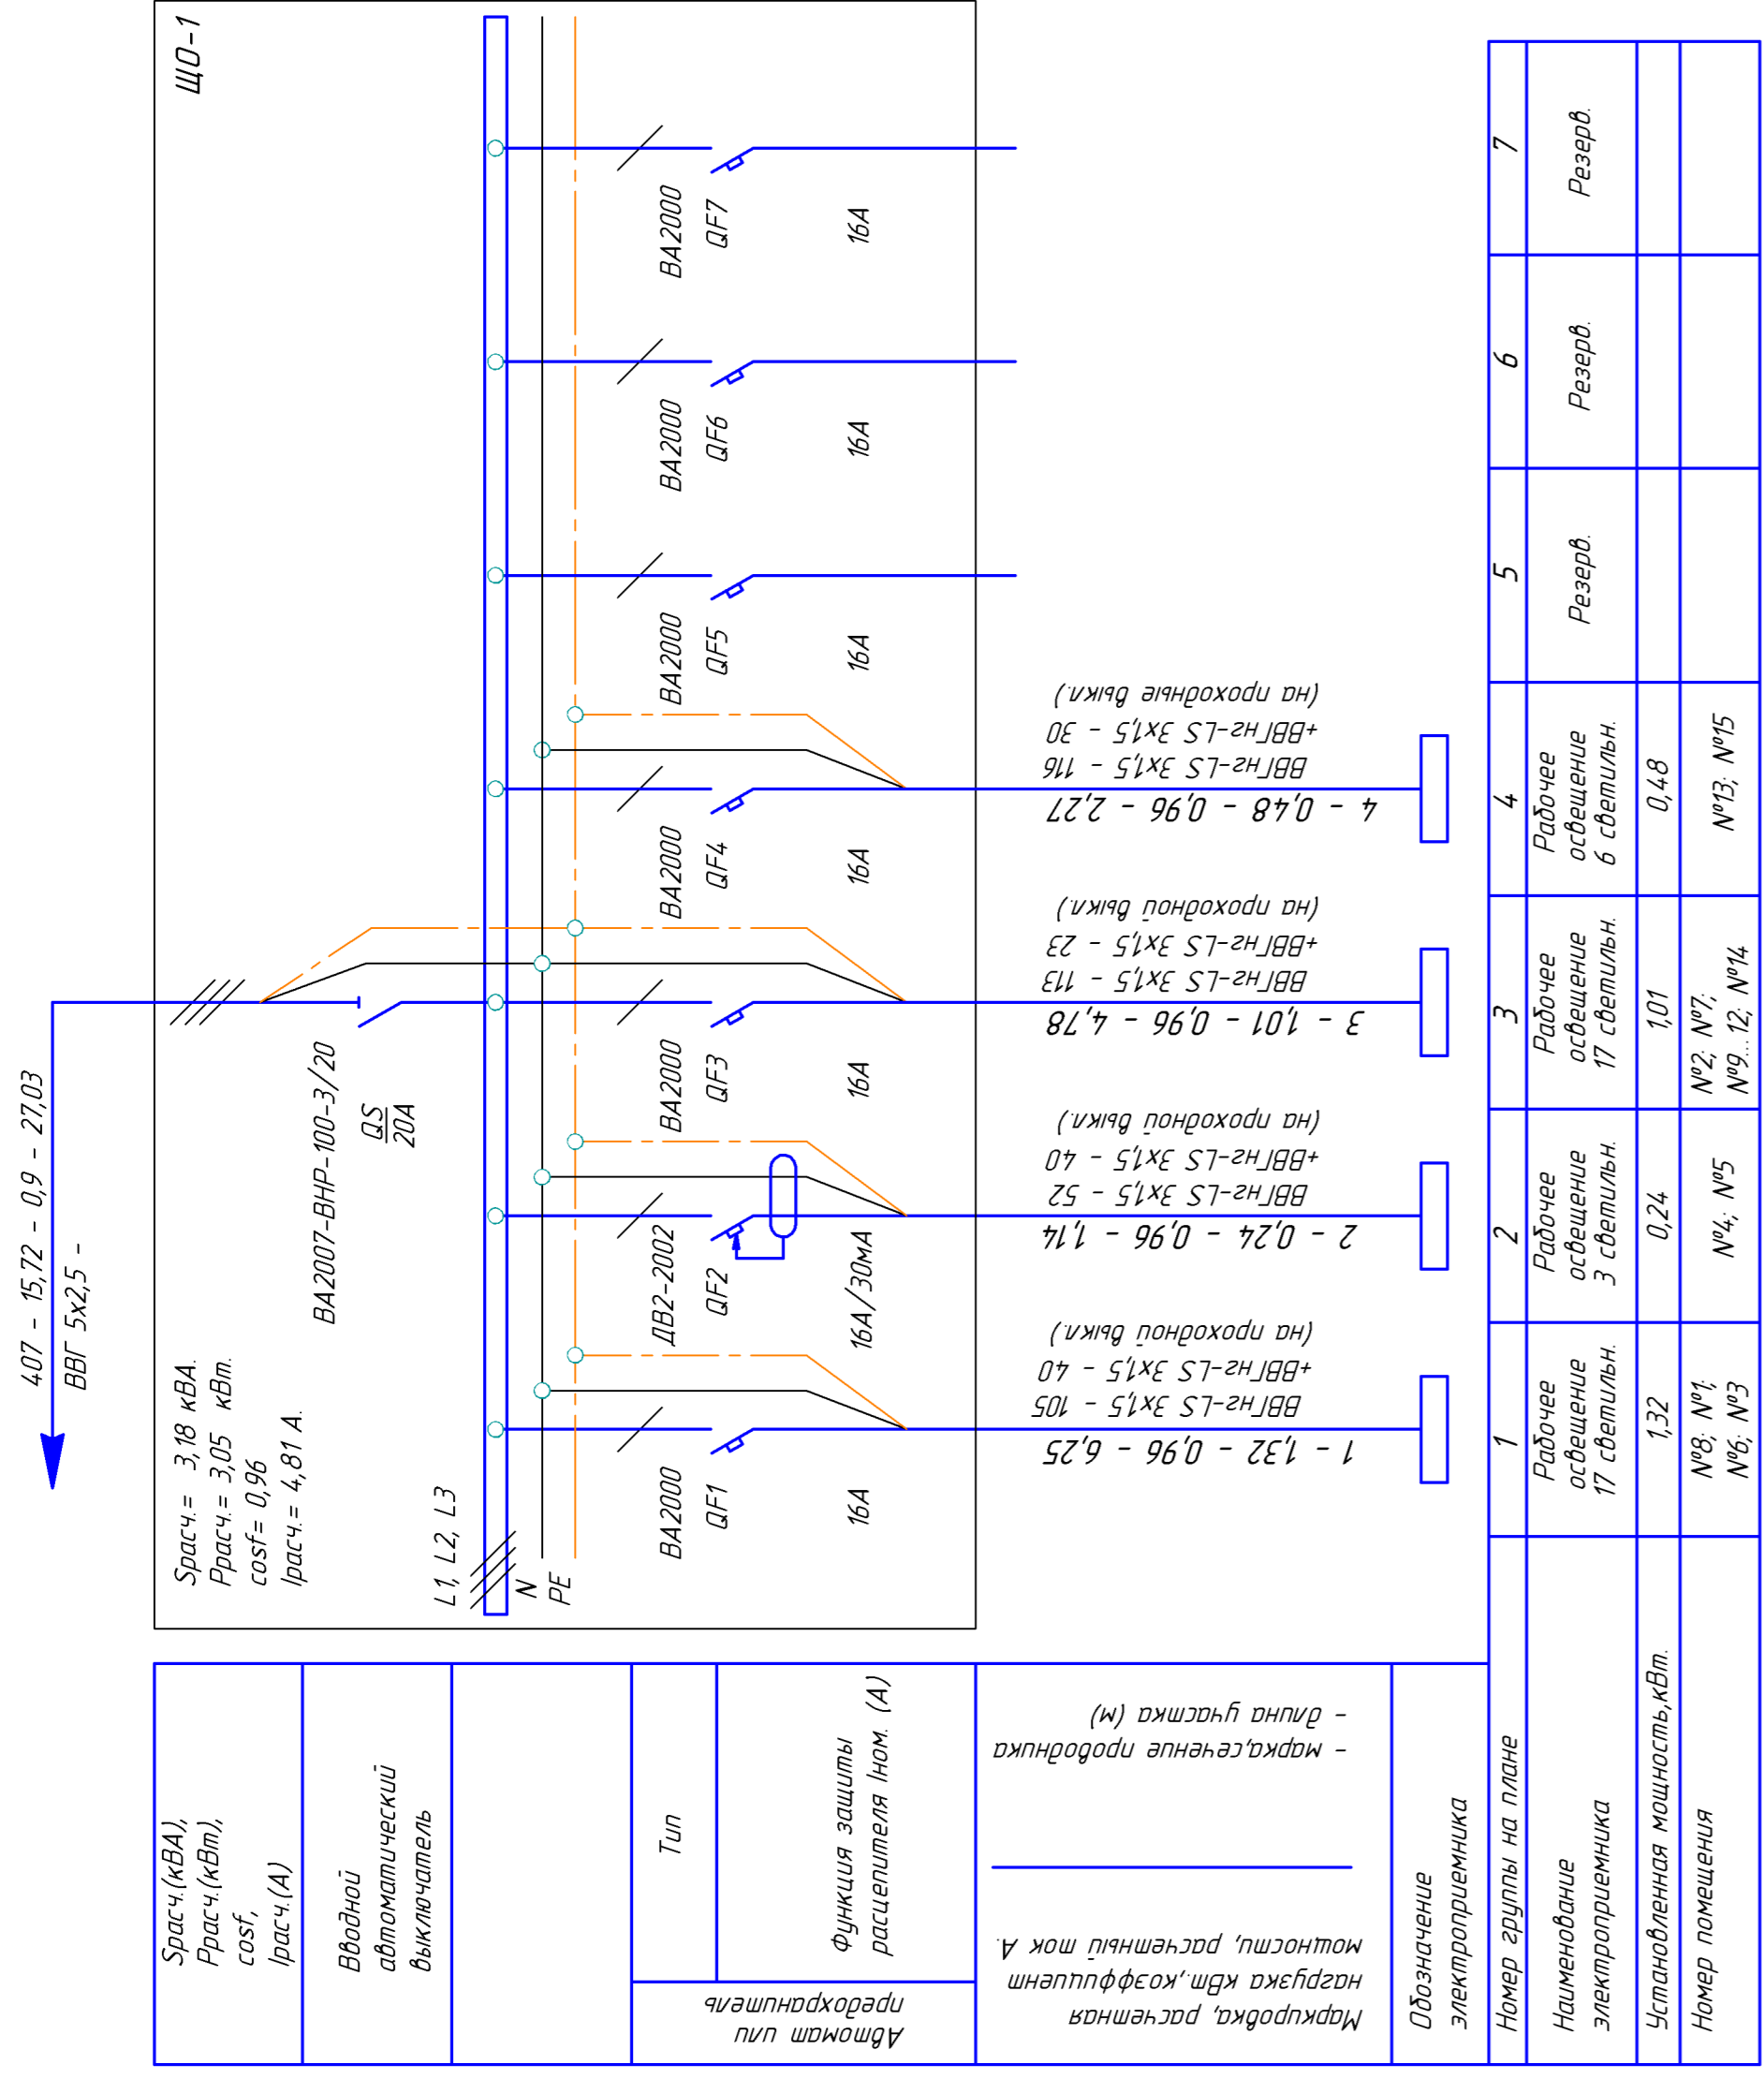 407 - 15,72 - 0,9 - 27,03
ВВГ 5х2,5 -
ЩО-1
Sрасч.= 3,18 кВА.
Ррасч.= 3,05 кВт.
cosf= 0,96
Iрасч.= 4,81 А.
ВА2007-ВНР-100-3/20
QS
20А
L1, L2, L3
N
PE
ВА2000
QF1
16А
ДВ2-2002
QF2
16А/30мА
ВА2000
QF3
16А
ВА2000
QF4
16А
ВА2000
QF5
16А
ВА2000
QF6
16А
ВА2000
QF7
16А
1 - 1,32 - 0,96 - 6,25
ВВГнг-LS 3х1,5 - 105
+ВВГнг-LS 3х1,5 - 40
(на проходной выкл.)
2 - 0,24 - 0,96 - 1,14
ВВГнг-LS 3х1,5 - 52
+ВВГнг-LS 3х1,5 - 40
(на проходной выкл.)
3 - 1,01 - 0,96 - 4,78
ВВГнг-LS 3х1,5 - 113
+ВВГнг-LS 3х1,5 - 23
(на проходной выкл.)
4 - 0,48 - 0,96 - 2,27
ВВГнг-LS 3х1,5 - 116
+ВВГнг-LS 3х1,5 - 30
(на проходные выкл.)
Sрасч.(кВА),
Ррасч.(кВт),
cosf,
Iрасч.(А)
Вводной
автоматический
выключатель
Автомат или
предохранитель
Тип
Функция защиты
расцепителя Iном. (А)
Маркировка, расчетная
нагрузка кВт.,коэффициент
мощности, расчетный ток А.
- марка,сечение проводника
- длина участка (м)
Обозначение
электроприемника
Номер группы на плане
1
2
3
4
5
6
7
Наименование
электроприемника
Рабочее
освещение
17 светильн.
Рабочее
освещение
3 светильн.
Рабочее
освещение
17 светильн.
Рабочее
освещение
6 светильн.
Резерв.
Резерв.
Резерв.
Установленная мощность,кВт.
1,32
0,24
1,01
0,48
Номер помещения
№8; №1;
№6; №3
№4; №5
№2; №7;
№9...12; №14
№13; №15